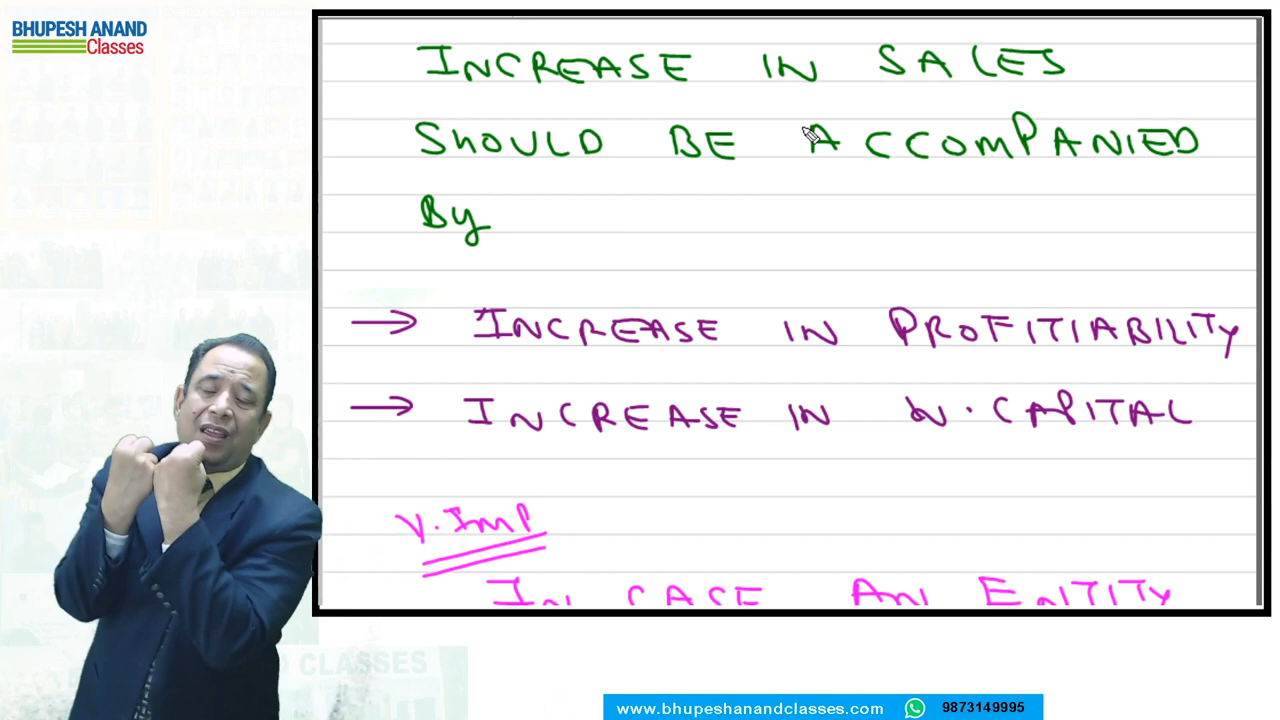 BHUPESH ANAND
Classes
INCREASE IN SALES
SHOULD BE ACCOMPANIED
By
→ INCREASE IN PROFITIABILITY
→ INCREASE IN W. CAPITAL
V. Imp
IN CASE AN ENTITY
CLASSES
www.bhupeshanandclasses.com 9873149995